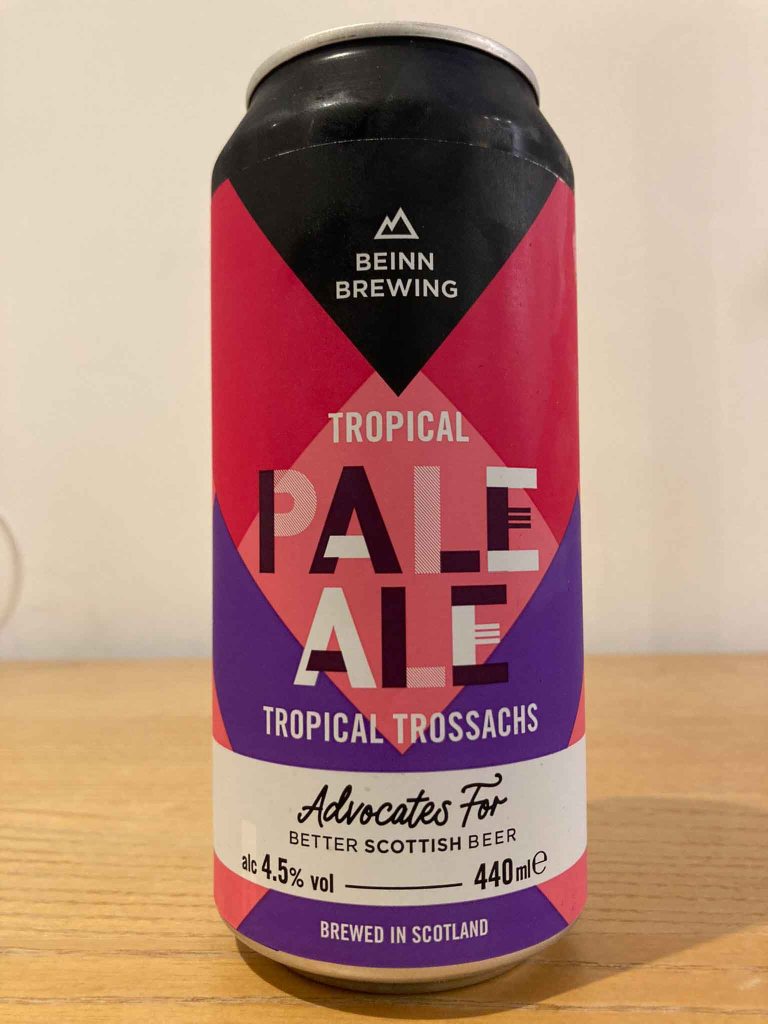 BEINN
BREWING
TROPICAL
PALE
ALE
TROPICAL TROSSACHS
Advocates For
BETTER SCOTTISH BEER
alc 4.5% vol 440ml℮
BREWED IN SCOTLAND